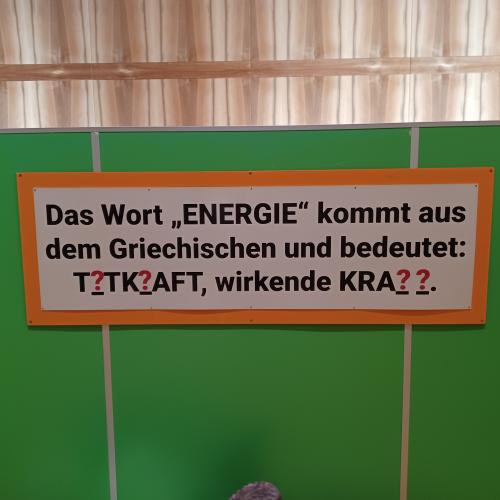 Das Wort „ENERGIE“ kommt aus
dem Griechischen und bedeutet:
T?TK?AFT, wirkende KRA? ?.